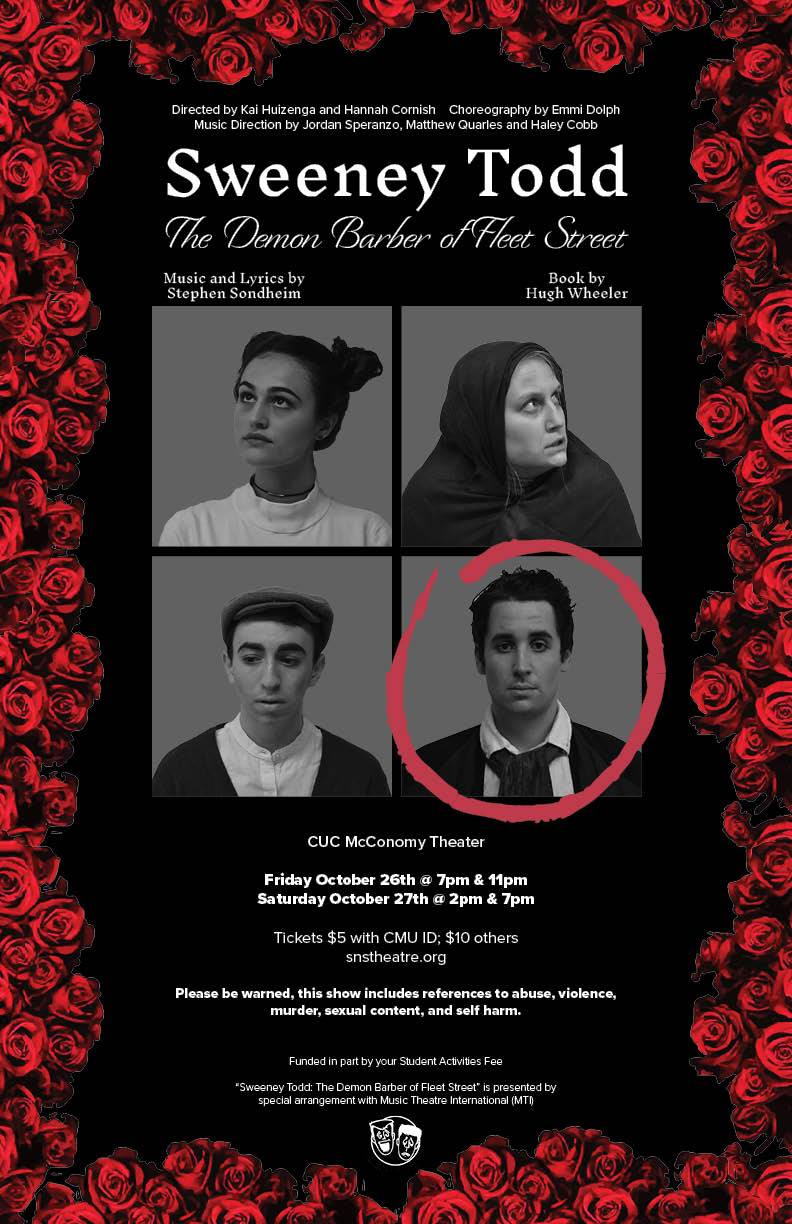 Directed by Kai Huizenga and Hannah Cornish    Choreography by Emmi Dolph
Music Direction by Jordan Speranzo, Matthew Quarles and Haley Cobb
Sweeney Todd
The Demon Barber of Fleet Street
Music and Lyrics by
Stephen Sondheim
Book by
Hugh Wheeler
CUC McConomy Theater
Friday October 26th @ 7pm & 11pm
Saturday October 27th @ 2pm & 7pm
Tickets $5 with CMU ID; $10 others
snstheatre.org
Please be warned, this show includes references to abuse, violence,
murder, sexual content, and self harm.
Funded in part by your Student Activities Fee
“Sweeney Todd: The Demon Barber of Fleet Street” is presented by
special arrangement with Music Theatre International (MTI)